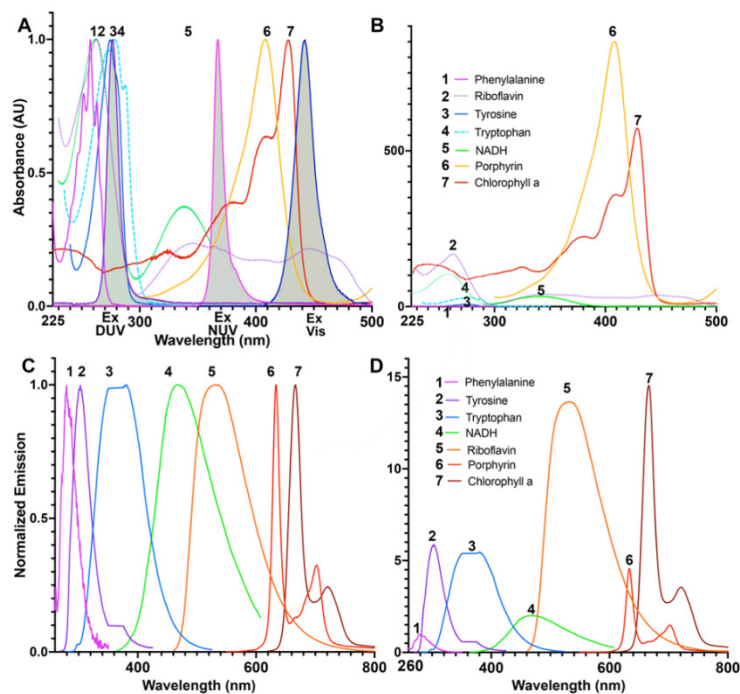 A
12 34 5 6 7
1.0
0.5
0.0
Absorbance (AU)
225 300 400 500
Ex DUV
Ex NUV
Ex Vis
Wavelength (nm)
B
6
7
2
4
3
1
5
1 Phenylalanine
2 Riboflavin
3 Tyrosine
4 Tryptophan
5 NADH
6 Porphyrin
7 Chlorophyll a
500
0
225 300 400 500
Wavelength (nm)
C
1 2 3 4 5 6 7
1.0
0.5
0.0
Normalized Emission
400 600 800
Wavelength (nm)
D
1 Phenylalanine
2 Tyrosine
3 Tryptophan
4 NADH
5 Riboflavin
6 Porphyrin
7 Chlorophyll a
5
7
2
3
6
4
1
15
10
5
0
260 400 600 800
Wavelength (nm)